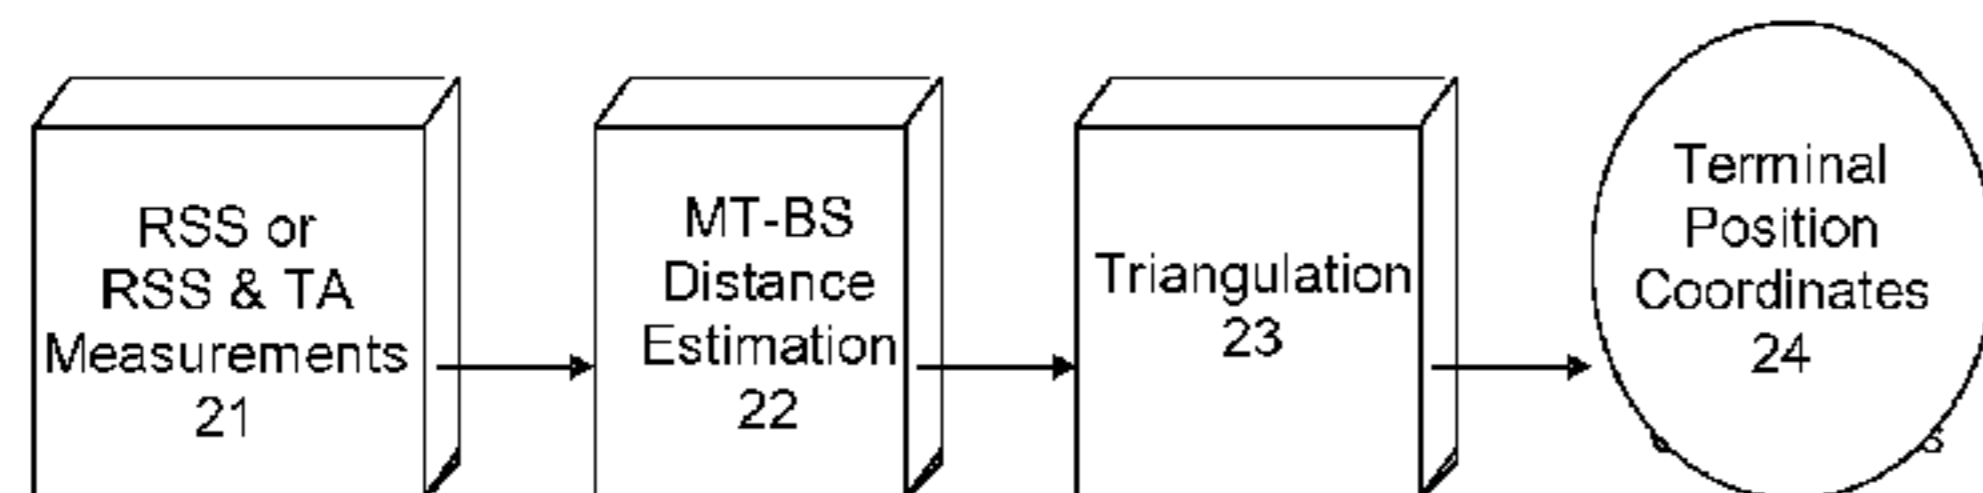 RSS or
RSS & TA
Measurements
21
MT-BS
Distance
Estimation
22
Triangulation
23
Terminal
Position
Coordinates
24